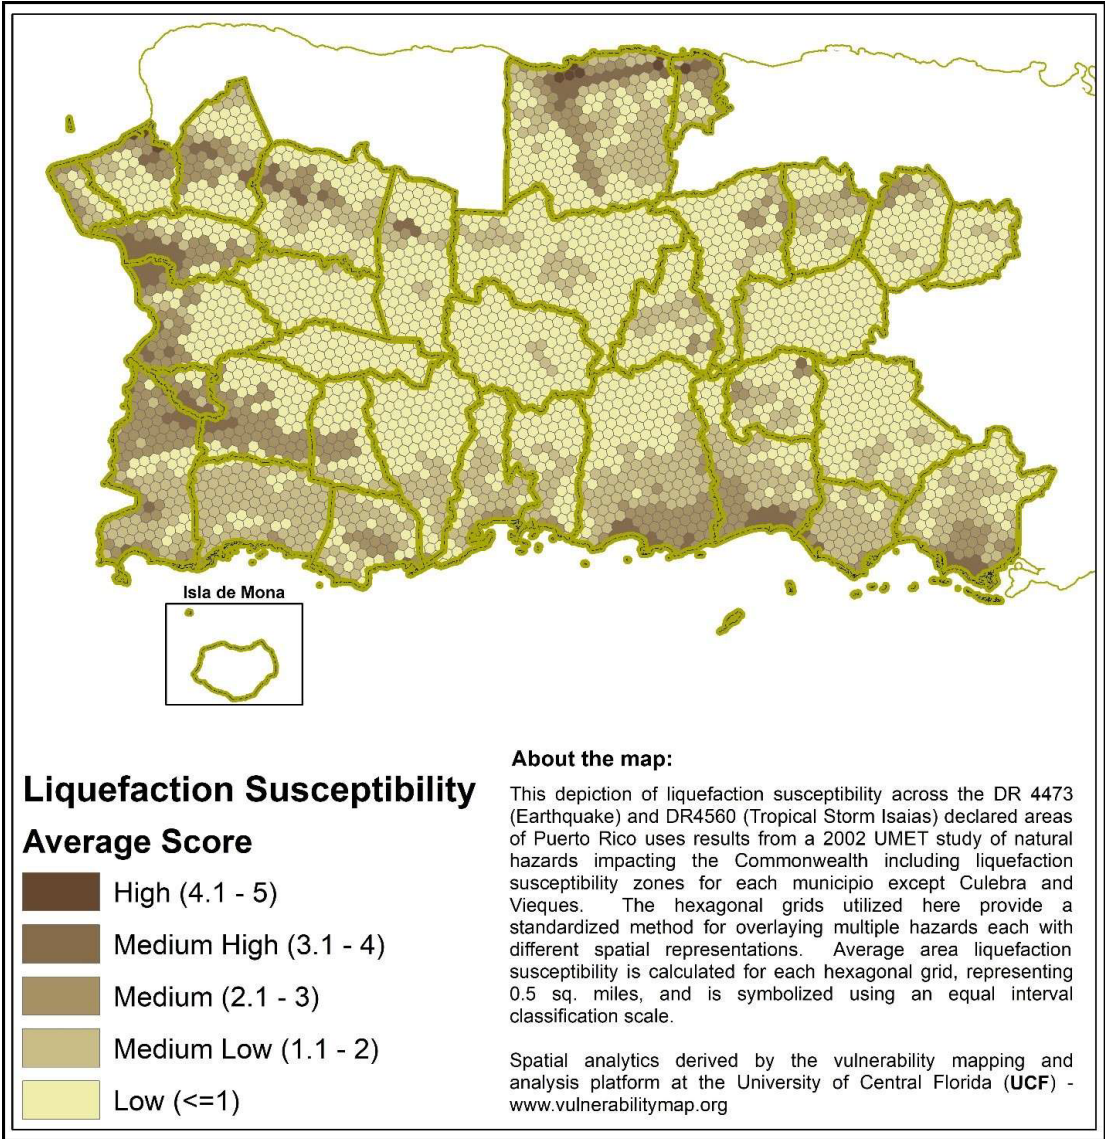 Isla de Mona
Liquefaction Susceptibility
Average Score
High (4.1 - 5)
Medium High (3.1 - 4)
Medium (2.1 - 3)
Medium Low (1.1 - 2)
Low (<=1)
About the map:
This depiction of liquefaction susceptibility across the DR 4473
(Earthquake) and DR4560 (Tropical Storm Isaias) declared areas
of Puerto Rico uses results from a 2002 UMET study of natural
hazards impacting the Commonwealth including liquefaction
susceptibility zones for each municipio except Culebra and
Vieques. The hexagonal grids utilized here provide a
standardized method for overlaying multiple hazards each with
different spatial representations. Average area liquefaction
susceptibility is calculated for each hexagonal grid, representing
0.5 sq. miles, and is symbolized using an equal interval
classification scale.
Spatial analytics derived by the vulnerability mapping and
analysis platform at the University of Central Florida (UCF) -
www.vulnerabilitymap.org